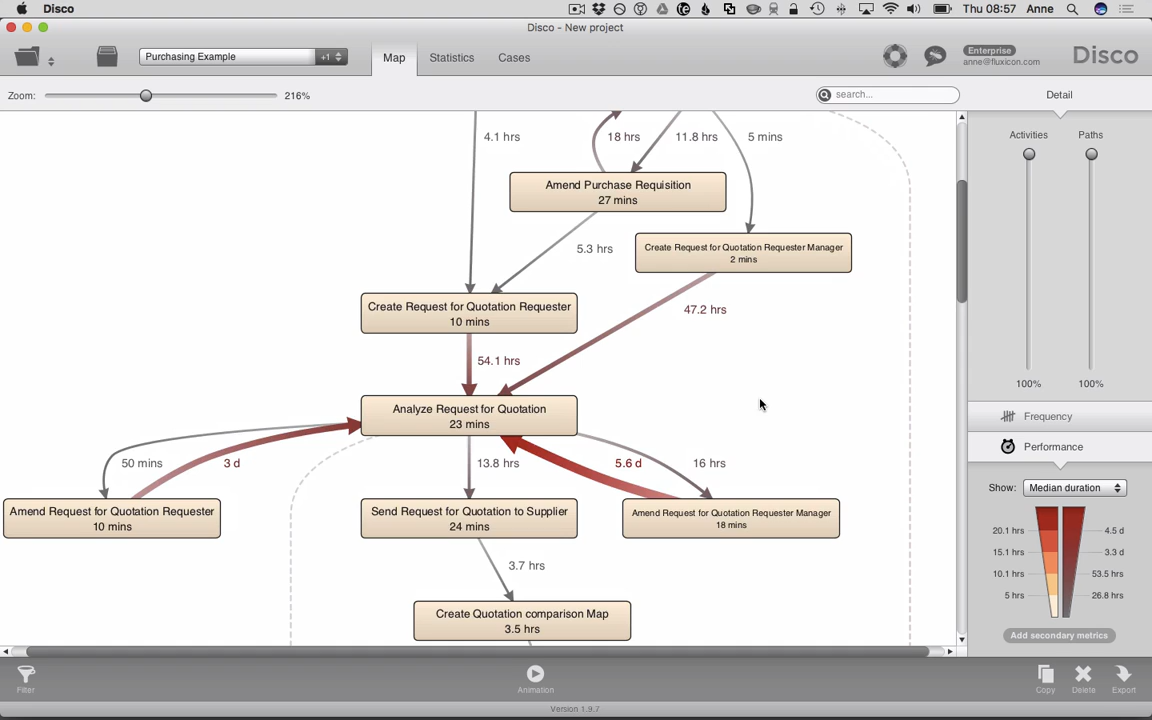 Disco
Thu 08:57
Anne
Disco - New project
Purchasing Example
+1
Map
Statistics
Cases
Enterprise
anne@fluxicon.com
Disco
Zoom:
216%
search...
Detail
4.1 hrs
18 hrs
11.8 hrs
5 mins
Activities
Paths
Amend Purchase Requisition
27 mins
5.3 hrs
Create Request for Quotation Requester Manager
2 mins
Create Request for Quotation Requester
10 mins
47.2 hrs
54.1 hrs
100%
100%
Analyze Request for Quotation
23 mins
Frequency
Performance
50 mins
3 d
13.8 hrs
5.6 d
16 hrs
Show:
Median duration
Amend Request for Quotation Requester
10 mins
Send Request for Quotation to Supplier
24 mins
Amend Request for Quotation Requester Manager
18 mins
20.1 hrs
4.5 d
15.1 hrs
3.3 d
10.1 hrs
53.5 hrs
5 hrs
26.8 hrs
3.7 hrs
Create Quotation comparison Map
3.5 hrs
Add secondary metrics
Filter
Animation
Copy
Delete
Export
Version 1.9.7